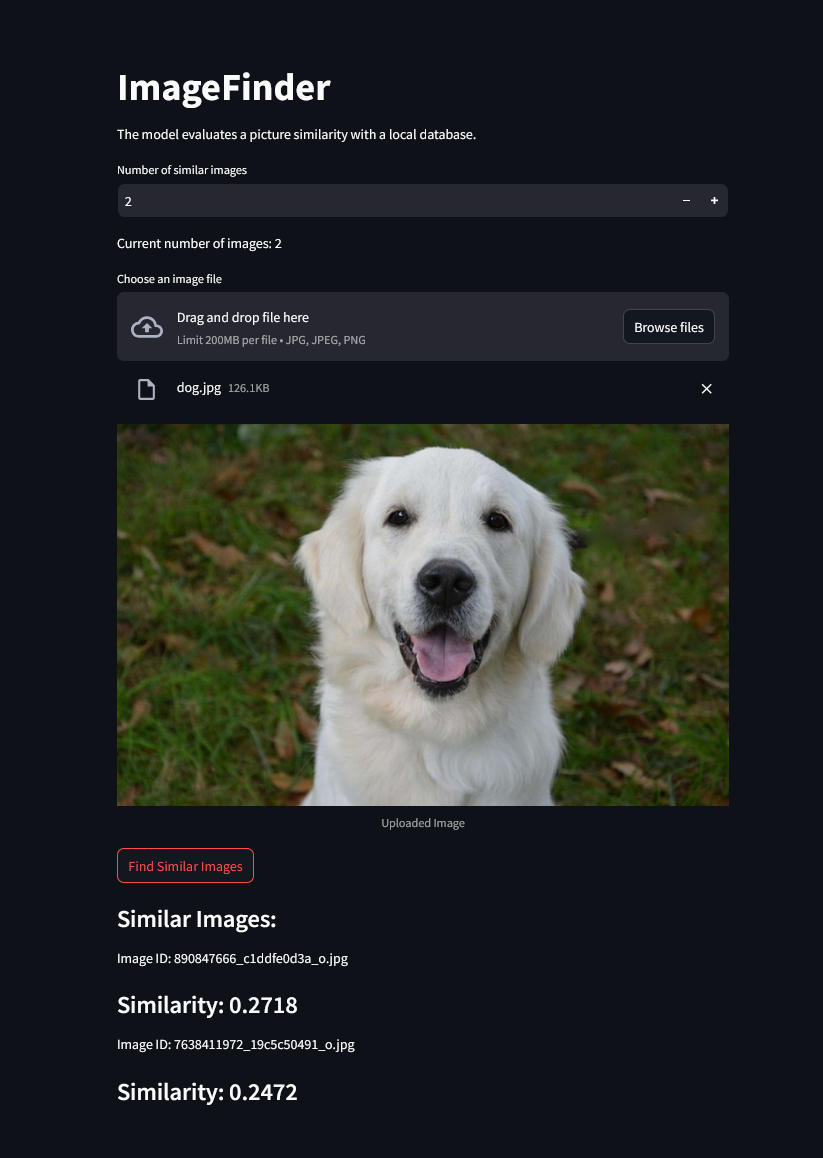 ImageFinder
The model evaluates a picture similarity with a local database.
Number of similar images
2
Current number of images: 2
Choose an image file
Drag and drop file here
Limit 200MB per file • JPG, JPEG, PNG
Browse files
dog.jpg 126.1KB
Uploaded Image
Find Similar Images
Similar Images:
Image ID: 890847666_c1ddfe0d3a_o.jpg
Similarity: 0.2718
Image ID: 7638411972_19c5c50491_o.jpg
Similarity: 0.2472